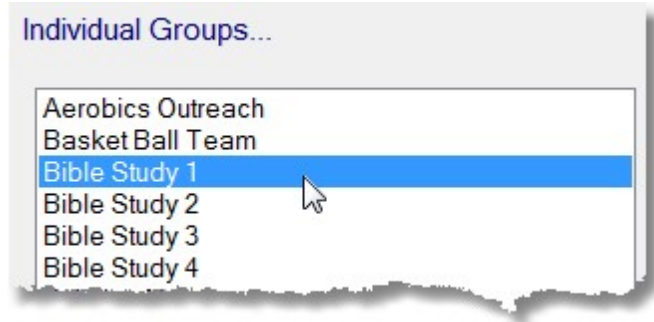 Individual Groups...
Aerobics Outreach
Basket Ball Team
Bible Study 1
Bible Study 2
Bible Study 3
Bible Study 4